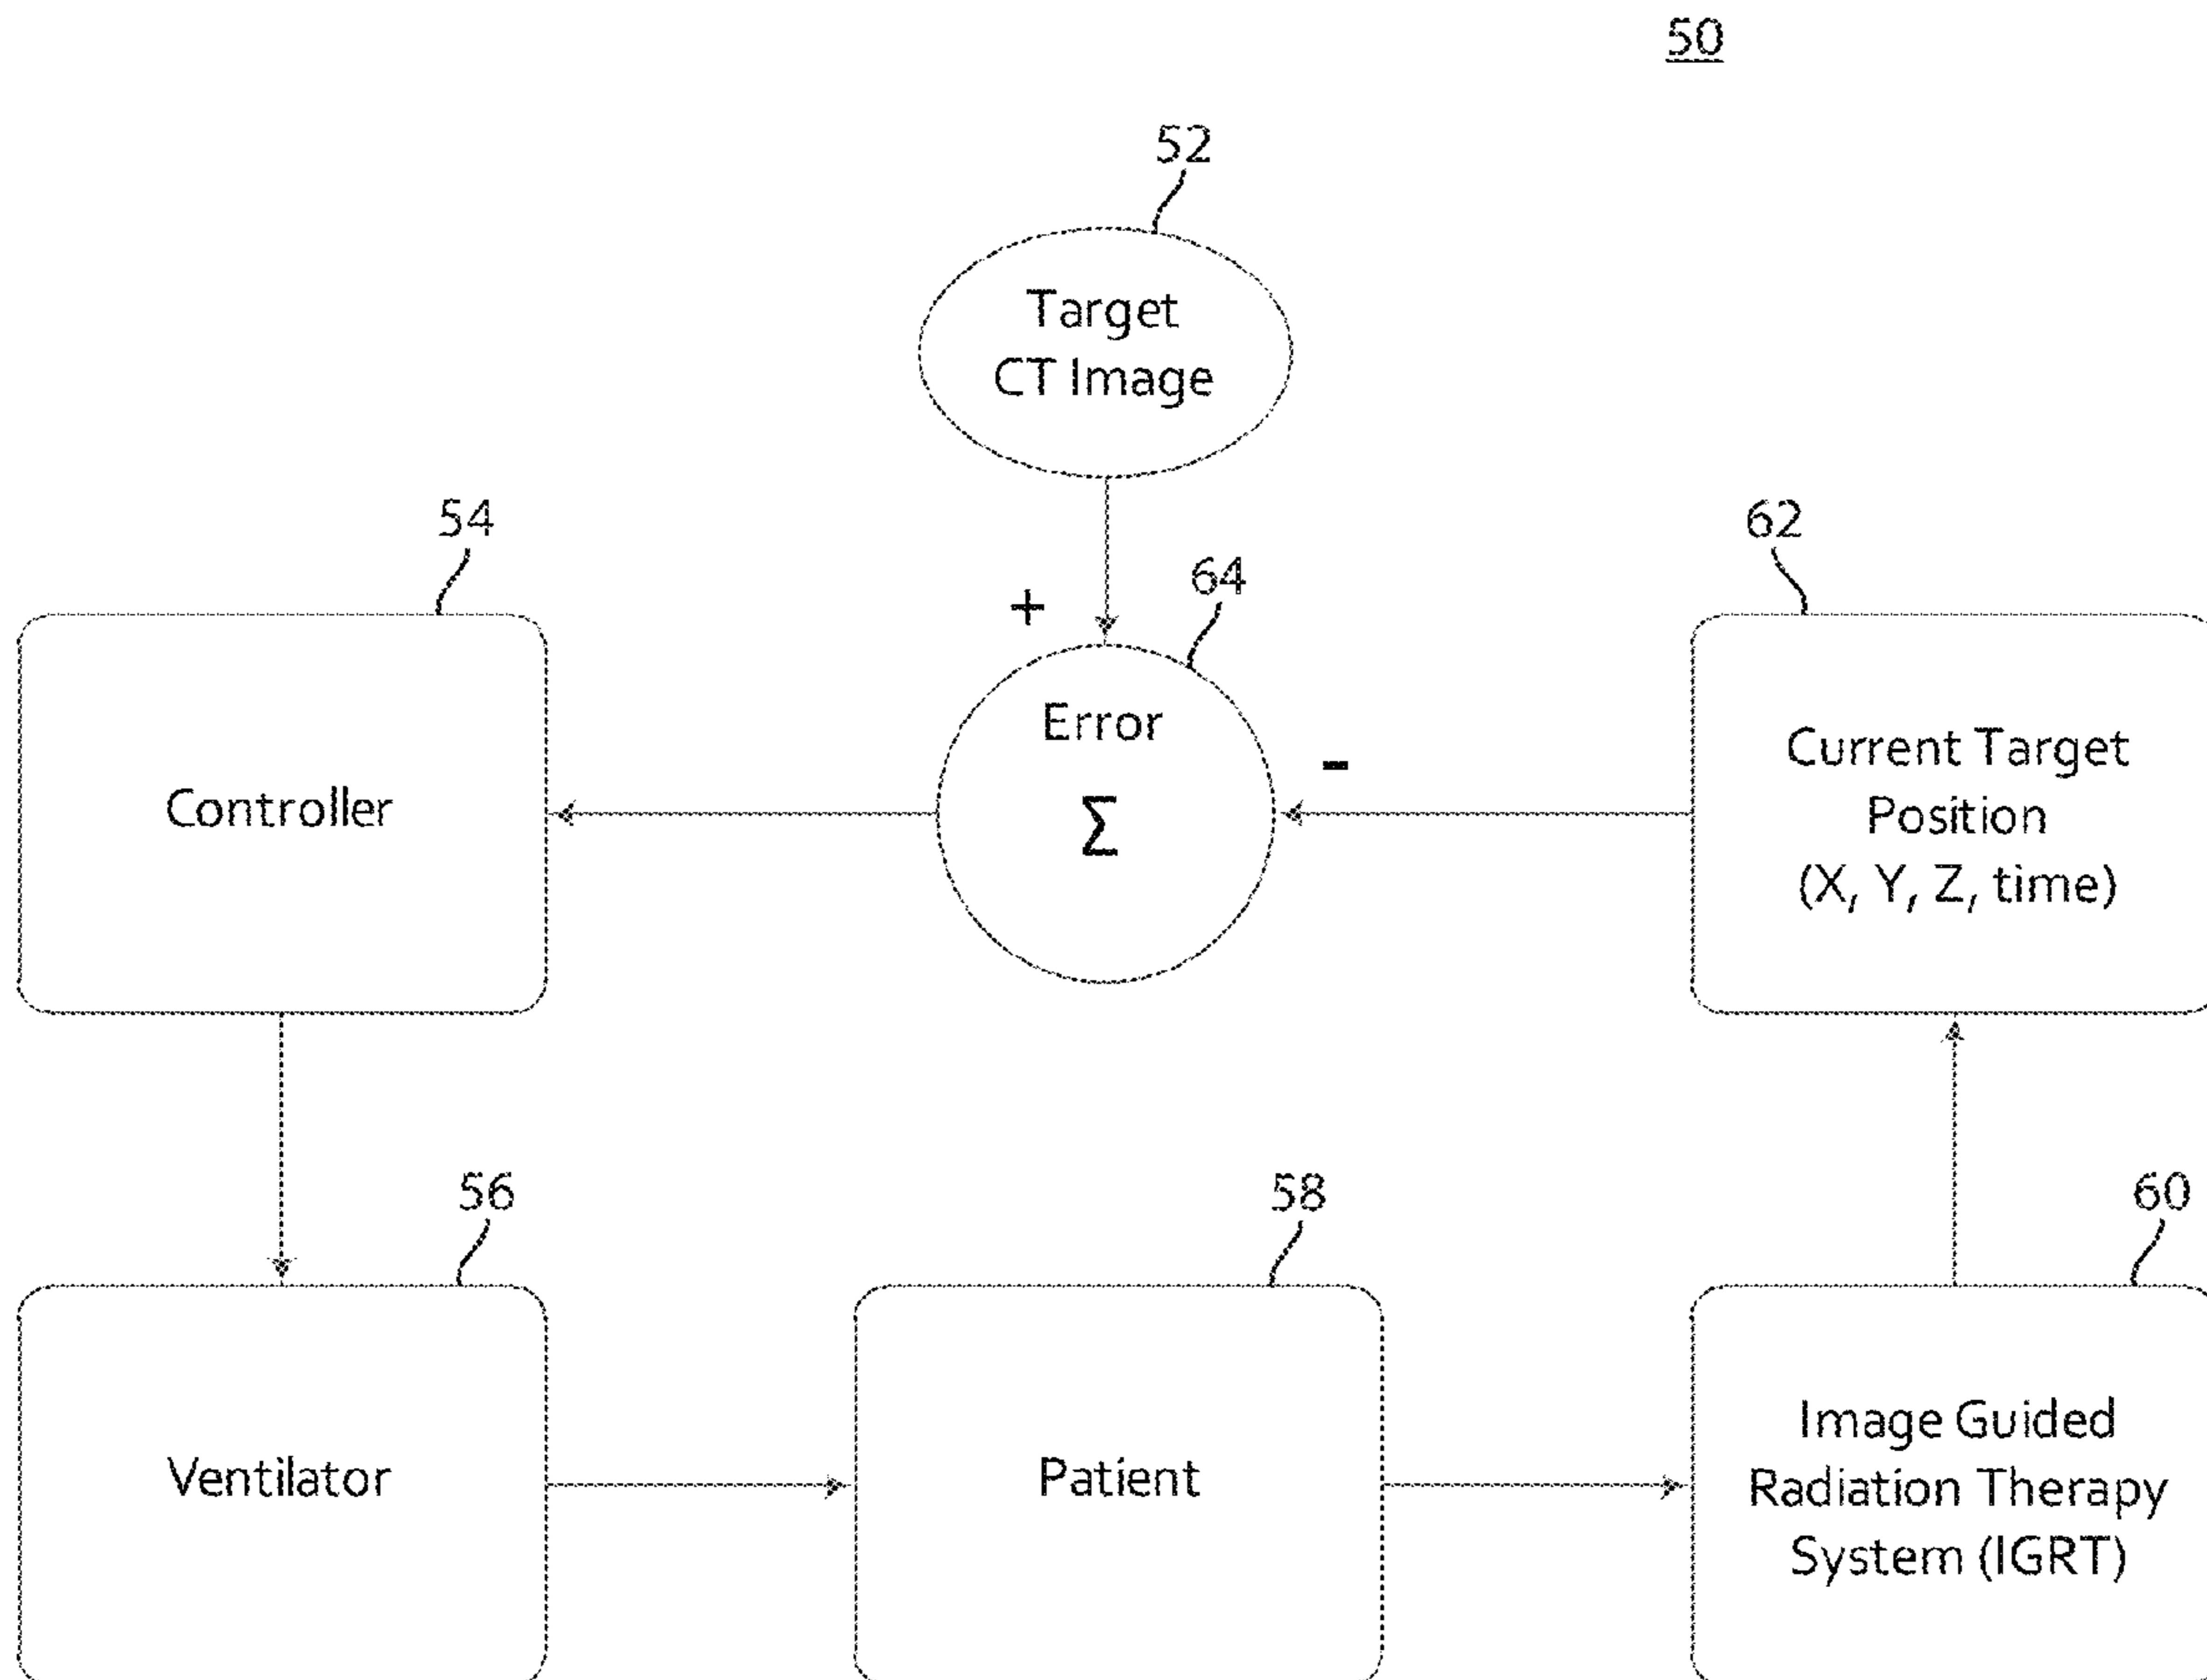 50
52
Target
CT Image
54
62
64
+
Error
Σ
-
Controller
Current Target
Position
(X, Y, Z, time)
56
58
60
Ventilator
Patient
Image Guided
Radiation Therapy
System (IGRT)